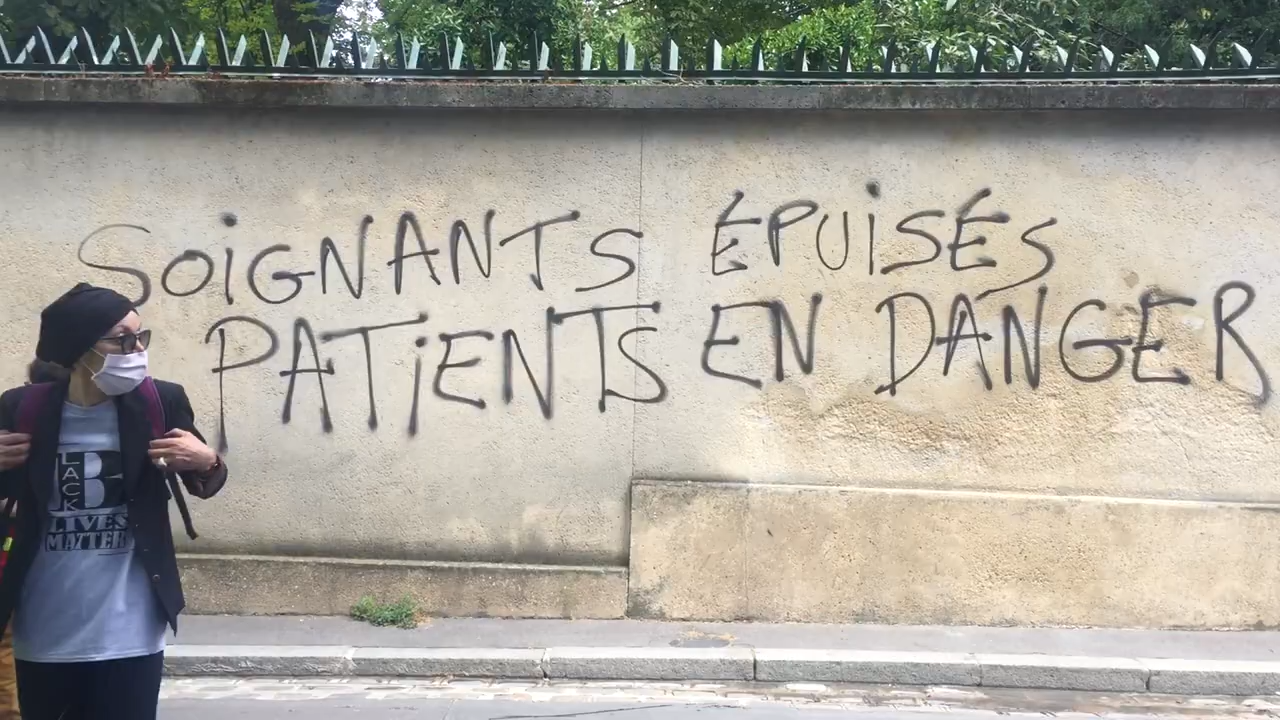 SOIGNANTS ÉPUISÉS
PATIENTS EN DANGER
BLACK
LIVES
MATTER